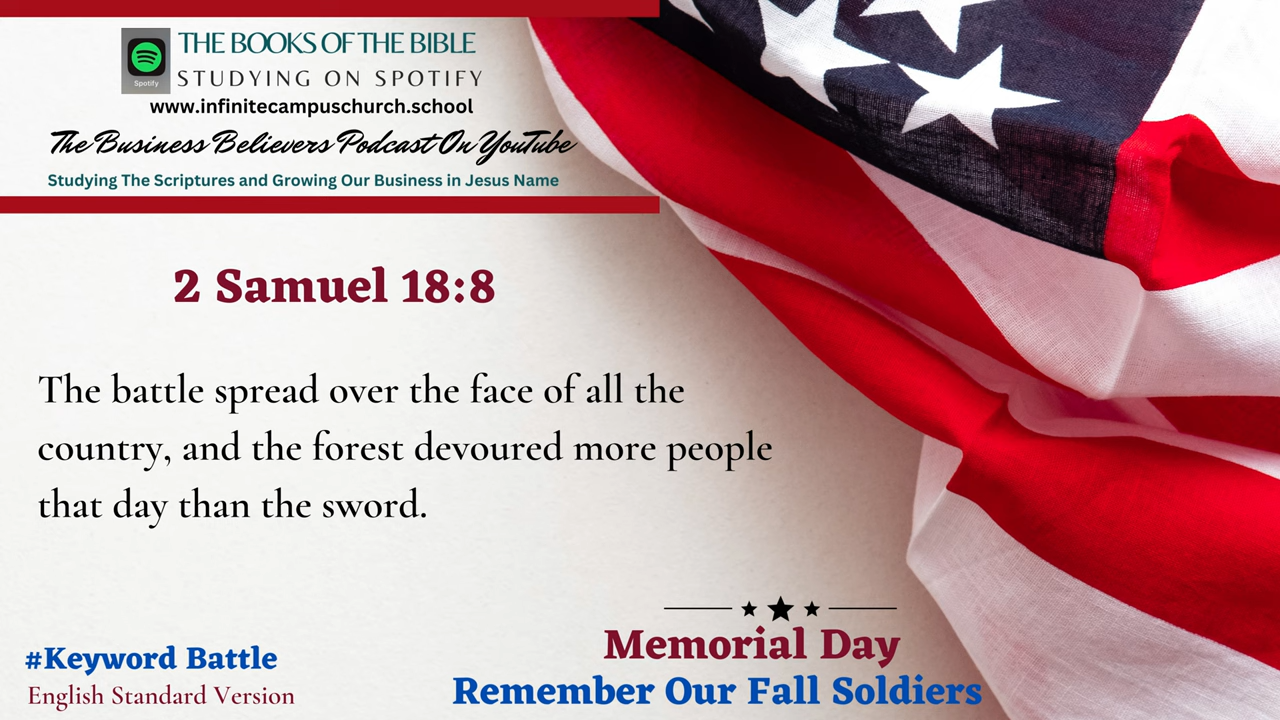 THE BOOKS OF THE BIBLE
Spotify
STUDYING ON SPOTIFY
www.infinitecampuschurch.school
The Business Believers Podcast On YouTube
Studying The Scriptures and Growing Our Business in Jesus Name
2 Samuel 18:8
The battle spread over the face of all the
country, and the forest devoured more people
that day than the sword.
#Keyword Battle
English Standard Version
Memorial Day
Remember Our Fall Soldiers